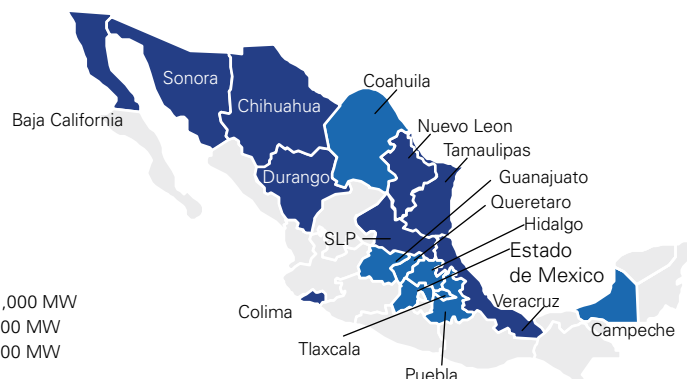 Coahuila
Sonora
Chihuahua
Baja California
Nuevo Leon
Tamaulipas
Durango
Guanajuato
Queretaro
Hidalgo
SLP
Estado
de Mexico
,000 MW
Veracruz
Colima
00 MW
Campeche
00 MW
Tlaxcala
Puebla